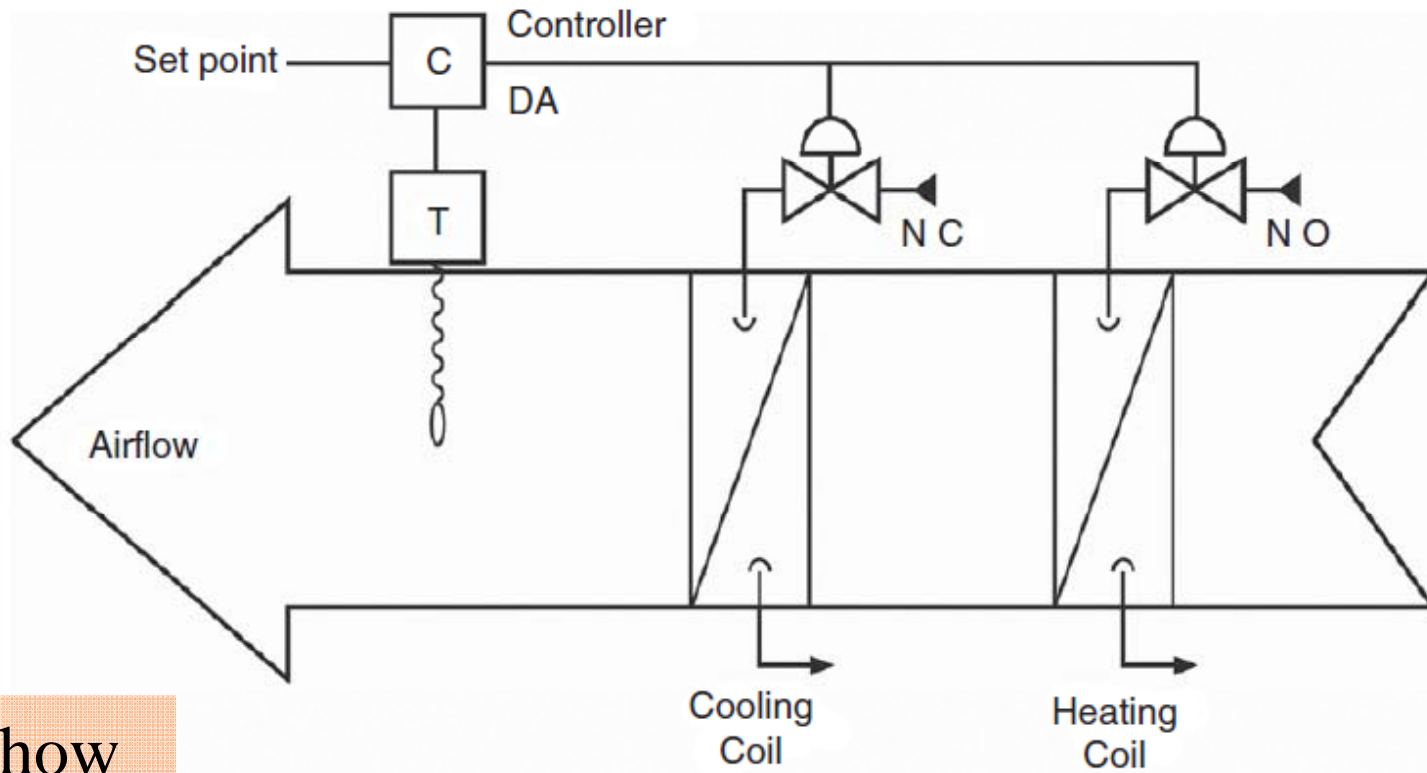 Controller
Set point
C
DA
T
N C
N O
Airflow
Cooling
Coil
Heating
Coil
how